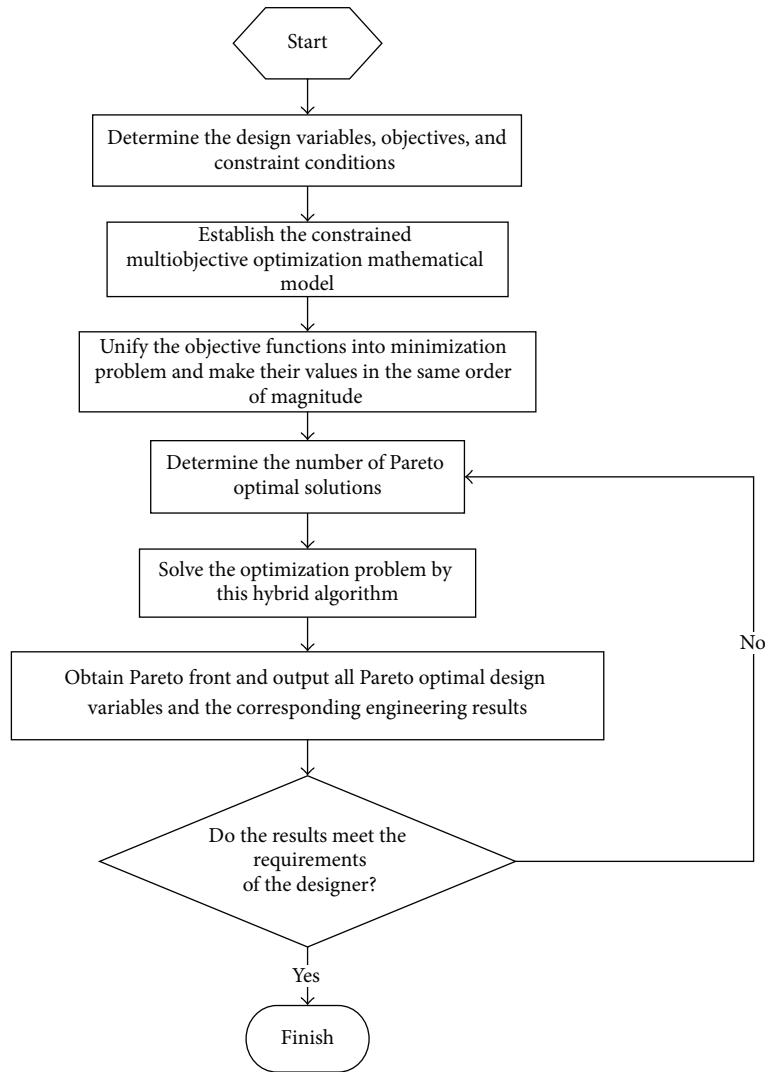 Start
Determine the design variables, objectives, and
constraint conditions
Establish the constrained
multiobjective optimization mathematical
model
Unify the objective functions into minimization
problem and make their values in the same order
of magnitude
Determine the number of Pareto
optimal solutions
Solve the optimization problem by
this hybrid algorithm
No
Obtain Pareto front and output all Pareto optimal design
variables and the corresponding engineering results
Do the results meet the
requirements
of the designer?
Yes
Finish